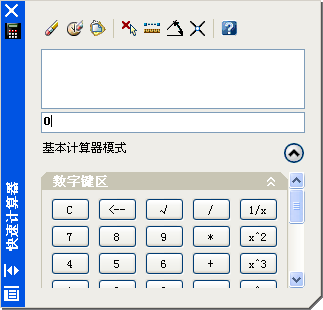 快速计算器
0
基本计算器模式
数字键区
C <-- √ / 1/x
7 8 9 * x^2
4 5 6 + x^3